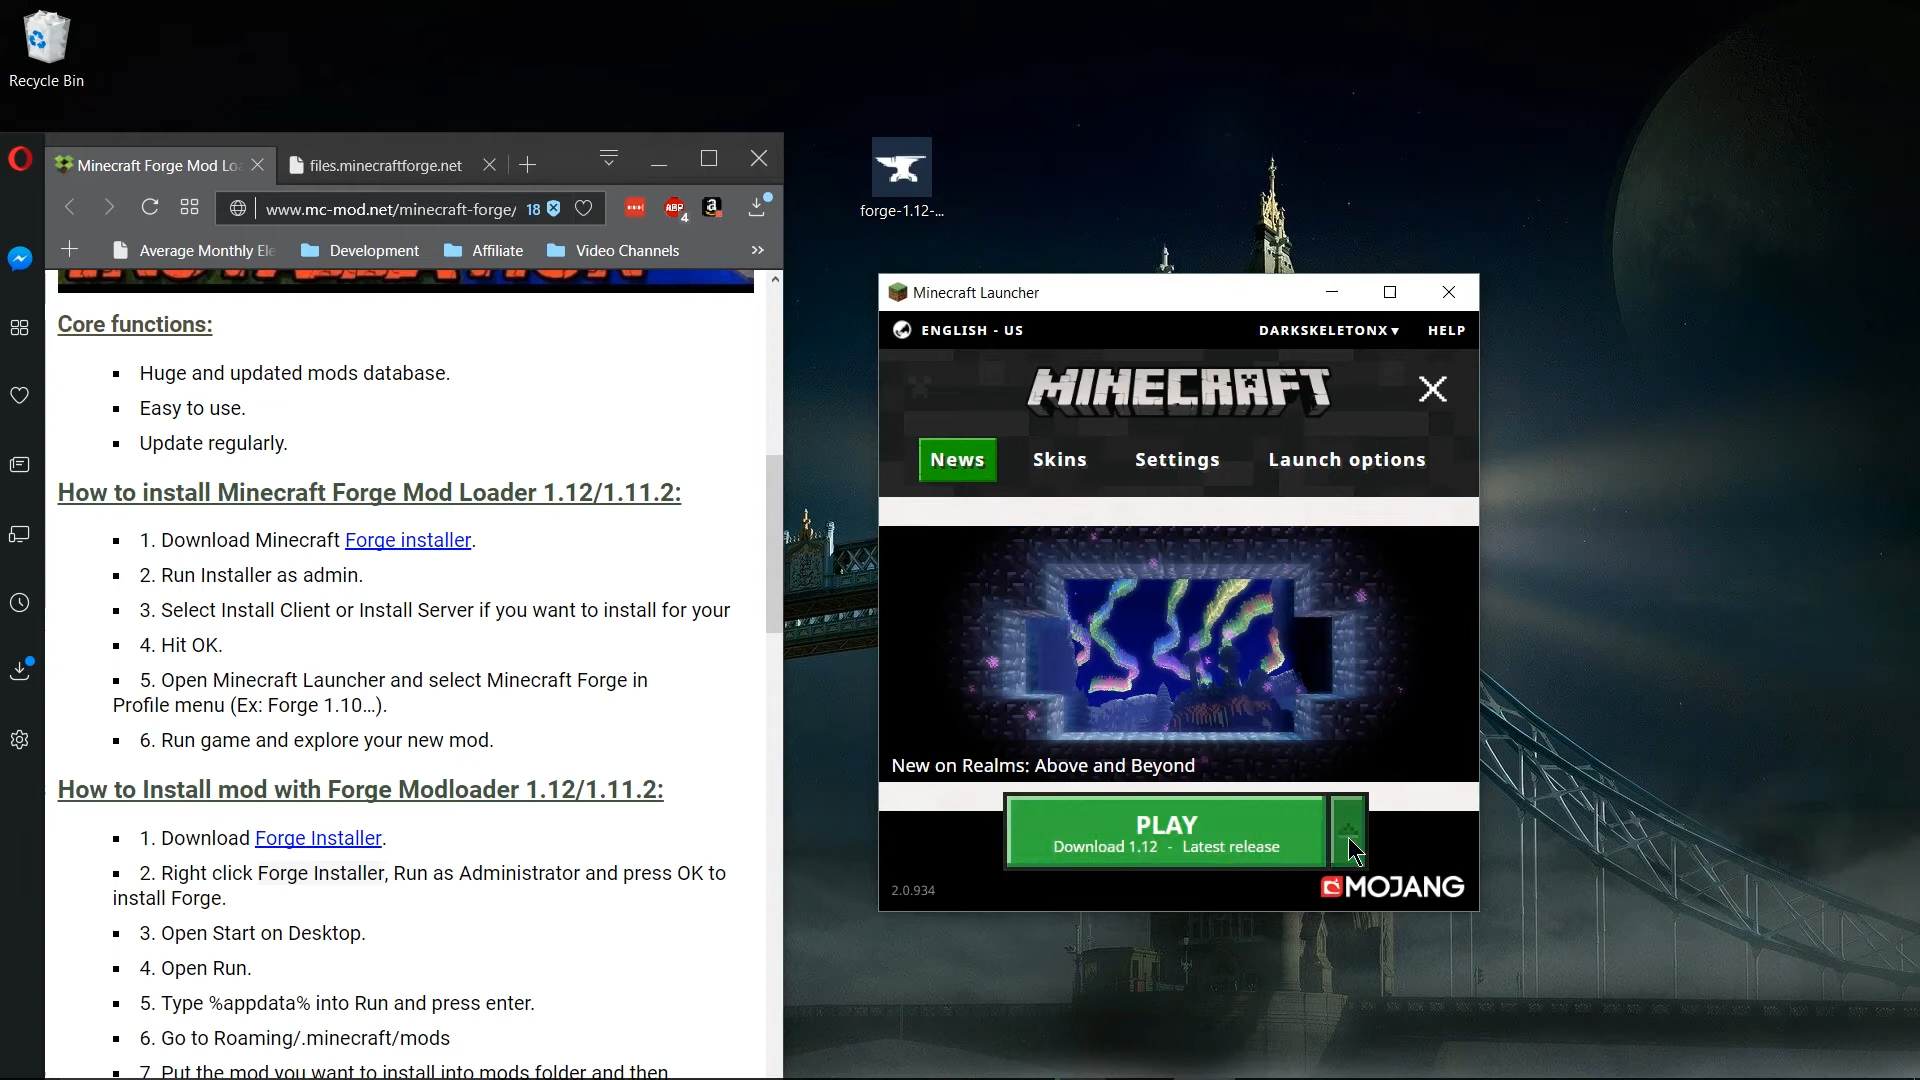 Recycle Bin
Minecraft Forge Mod Loa
files.minecraftforge.net
www.mc-mod.net/minecraft-forge/ 18
ABP
4
a
Average Monthly Ele
Development
Affiliate
Video Channels
Core functions:
Huge and updated mods database.
Easy to use.
Update regularly.
How to install Minecraft Forge Mod Loader 1.12/1.11.2:
1. Download Minecraft Forge installer.
2. Run Installer as admin.
3. Select Install Client or Install Server if you want to install for your
4. Hit OK.
5. Open Minecraft Launcher and select Minecraft Forge in
Profile menu (Ex: Forge 1.10…).
6. Run game and explore your new mod.
How to Install mod with Forge Modloader 1.12/1.11.2:
1. Download Forge Installer.
2. Right click Forge Installer, Run as Administrator and press OK to
install Forge.
3. Open Start on Desktop.
4. Open Run.
5. Type %appdata% into Run and press enter.
6. Go to Roaming/.minecraft/mods
7. Put the mod you want to install into mods folder and then
forge-1.12-...
Minecraft Launcher
ENGLISH - US
DARKSKELETONX
HELP
MINECRAFT
News
Skins
Settings
Launch options
New on Realms: Above and Beyond
PLAY
Download 1.12 - Latest release
2.0.934
MOJANG